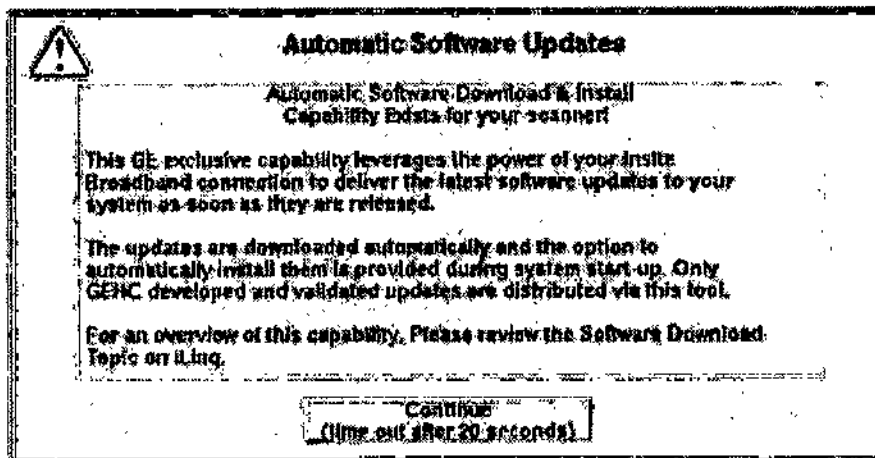 Automatic Software Updates
Automatic Software Download & Install
Capability Exists for your scanner!
This GE exclusive capability leverages the power of your Insite
Broadband connection to deliver the latest software updates to your
system as soon as they are released.
The updates are downloaded automatically and the option to
automatically install them is provided during system start-up. Only
GEHC developed and validated updates are distributed via this tool.
For an overview of this capability, Please review the Software Download
Topic on iLinq.
Continue
(time out after 20 seconds)